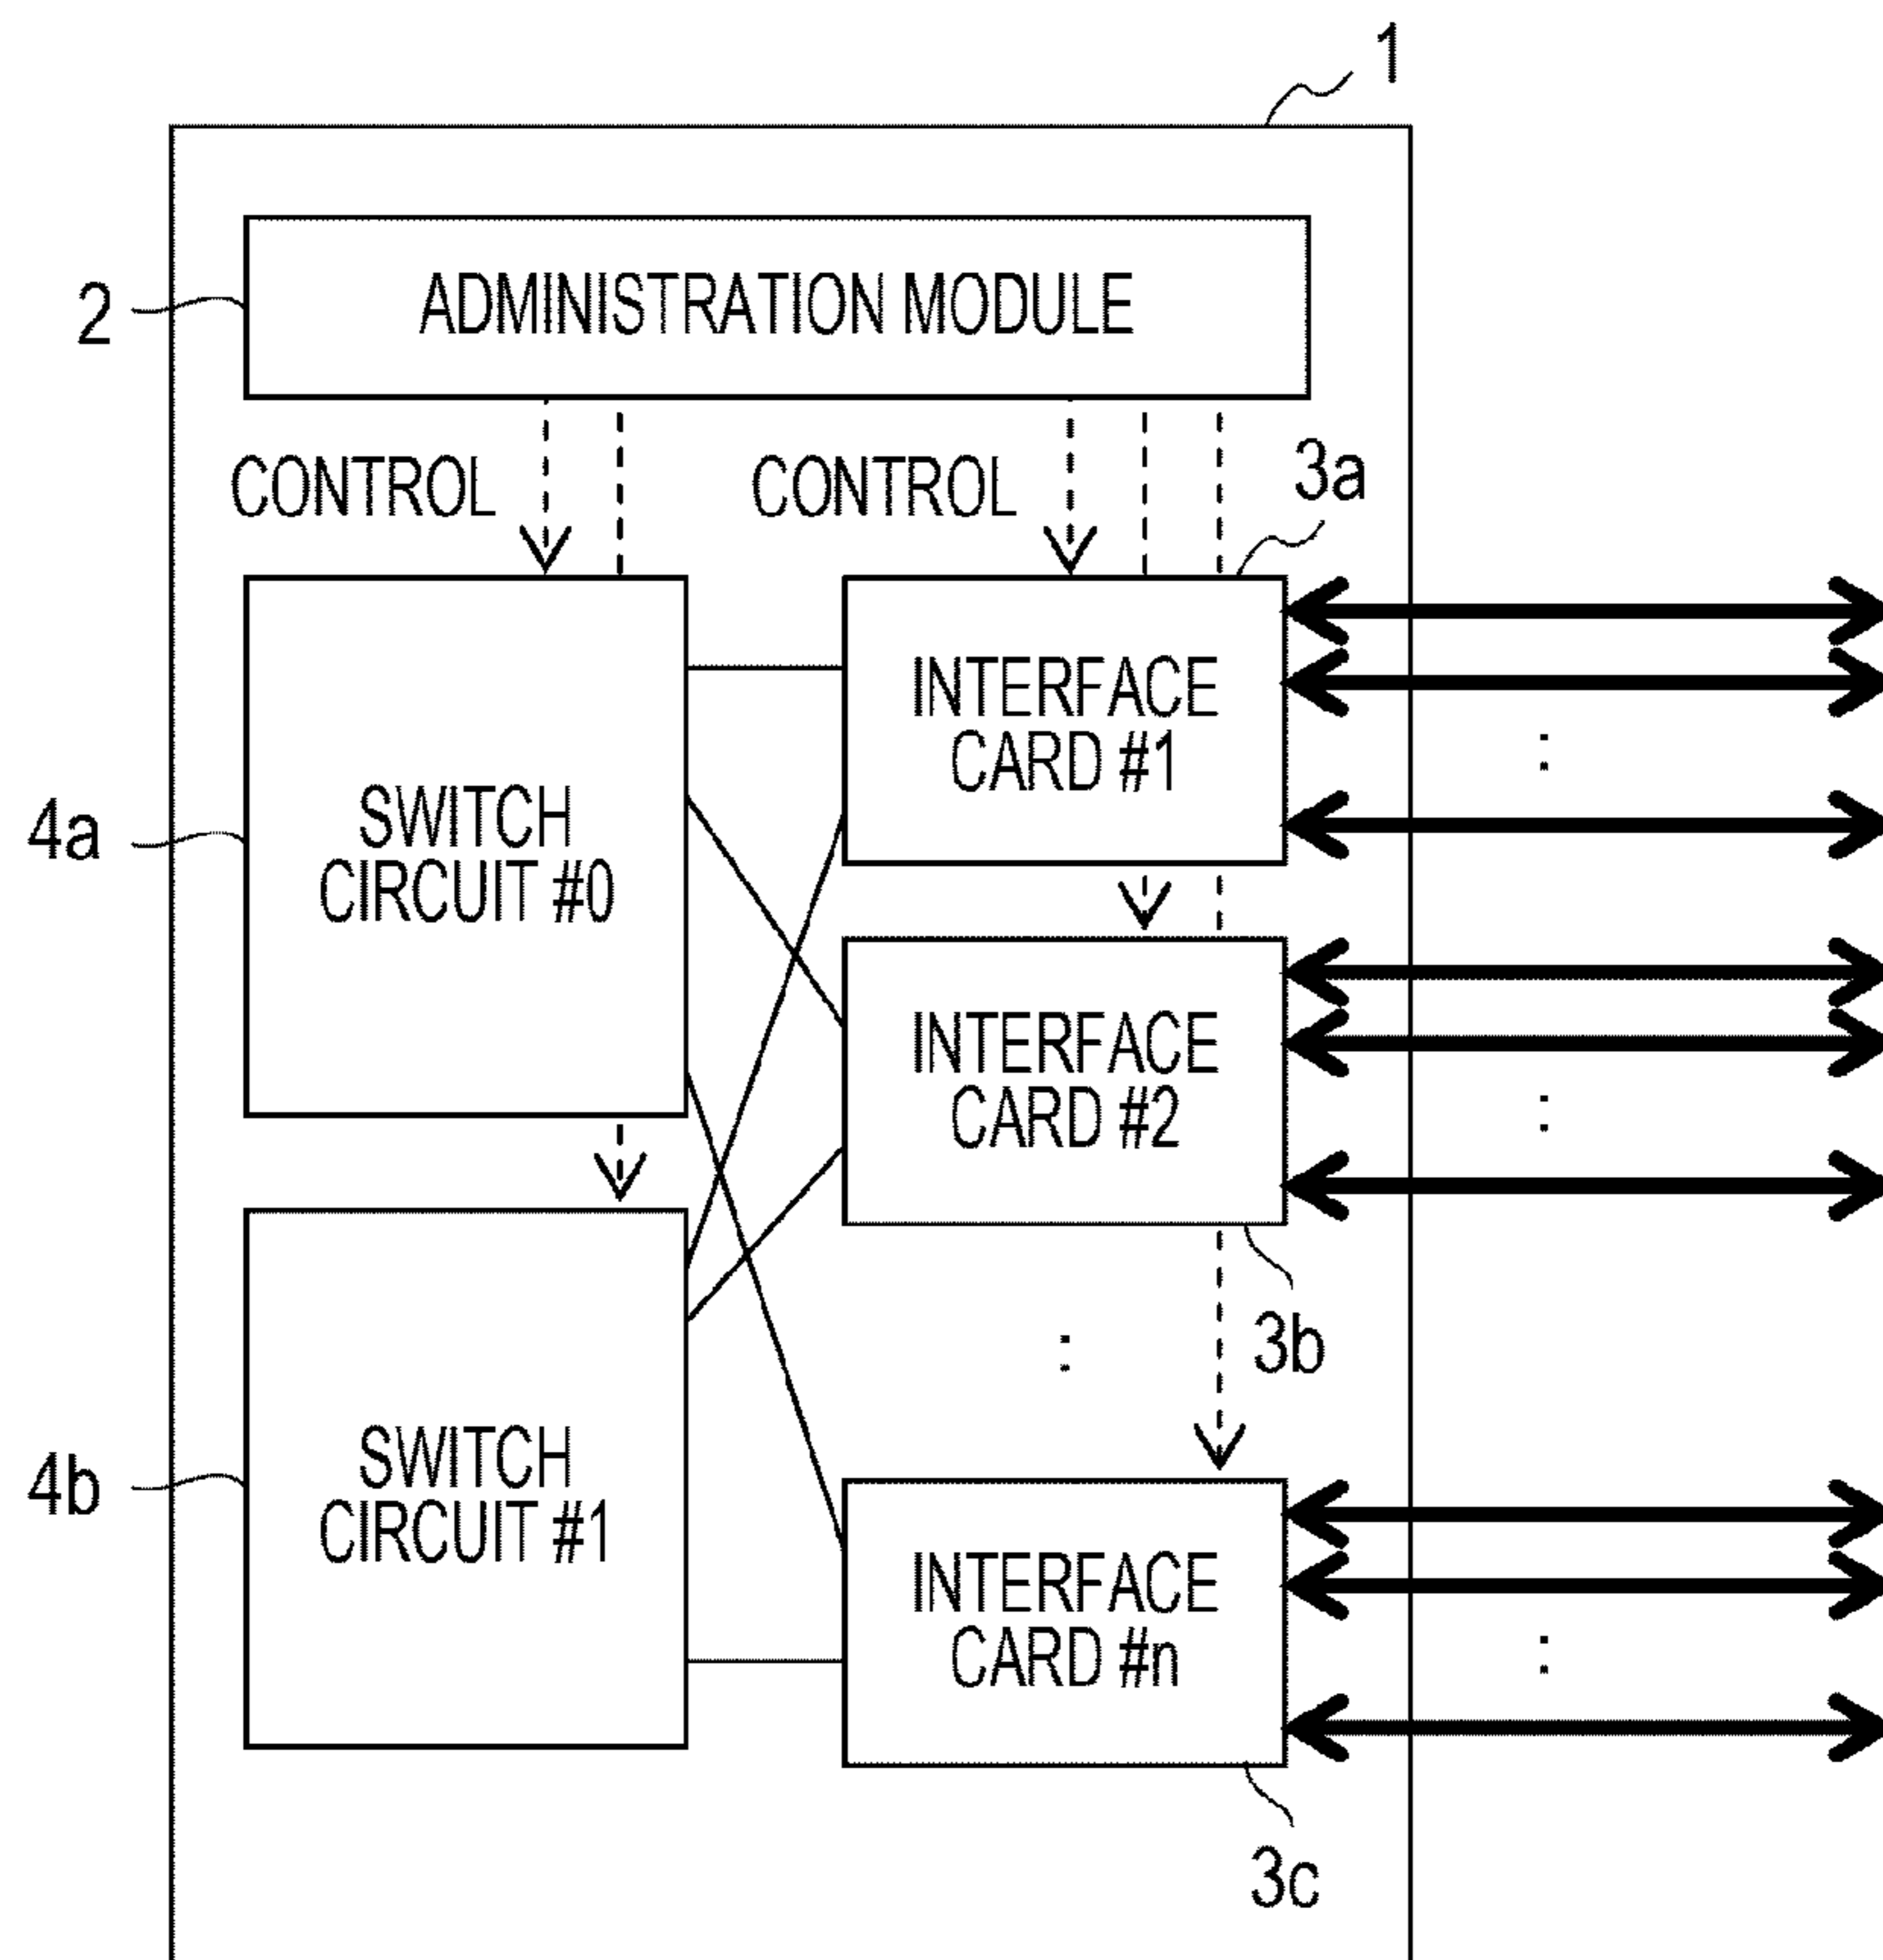 1
2
ADMINISTRATION MODULE
CONTROL
CONTROL
3a
4a
SWITCH
CIRCUIT #0
INTERFACE
CARD #1
:
INTERFACE
CARD #2
:
3b
:
4b
SWITCH
CIRCUIT #1
INTERFACE
CARD #n
:
3c